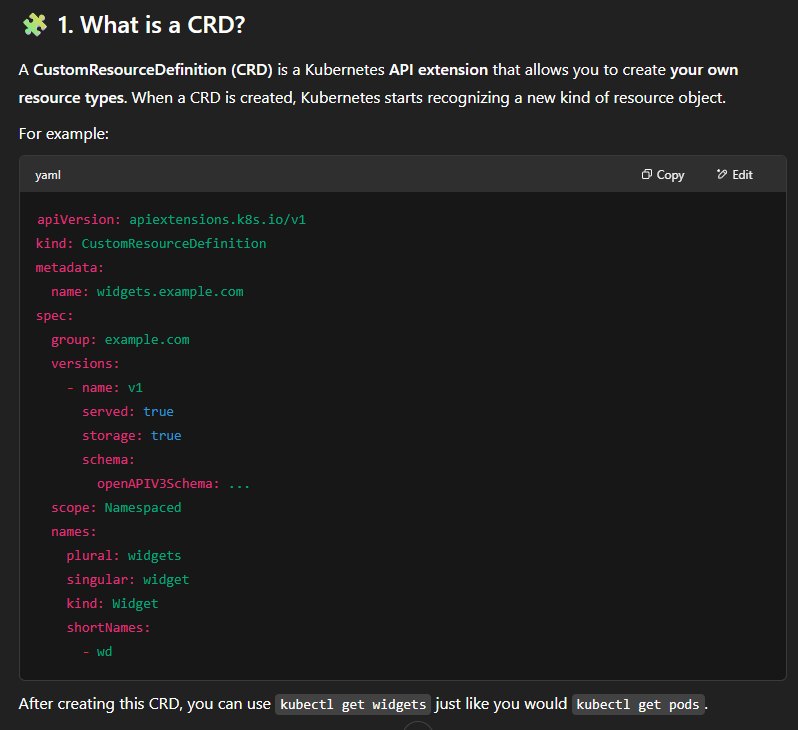 🧩 1. What is a CRD?
A CustomResourceDefinition (CRD) is a Kubernetes API extension that allows you to create your own
resource types. When a CRD is created, Kubernetes starts recognizing a new kind of resource object.
For example:
yaml Copy Edit
apiVersion: apiextensions.k8s.io/v1
kind: CustomResourceDefinition
metadata:
  name: widgets.example.com
spec:
  group: example.com
  versions:
    - name: v1
      served: true
      storage: true
      schema:
        openAPIV3Schema: ...
  scope: Namespaced
  names:
    plural: widgets
    singular: widget
    kind: Widget
    shortNames:
      - wd
After creating this CRD, you can use kubectl get widgets just like you would kubectl get pods.